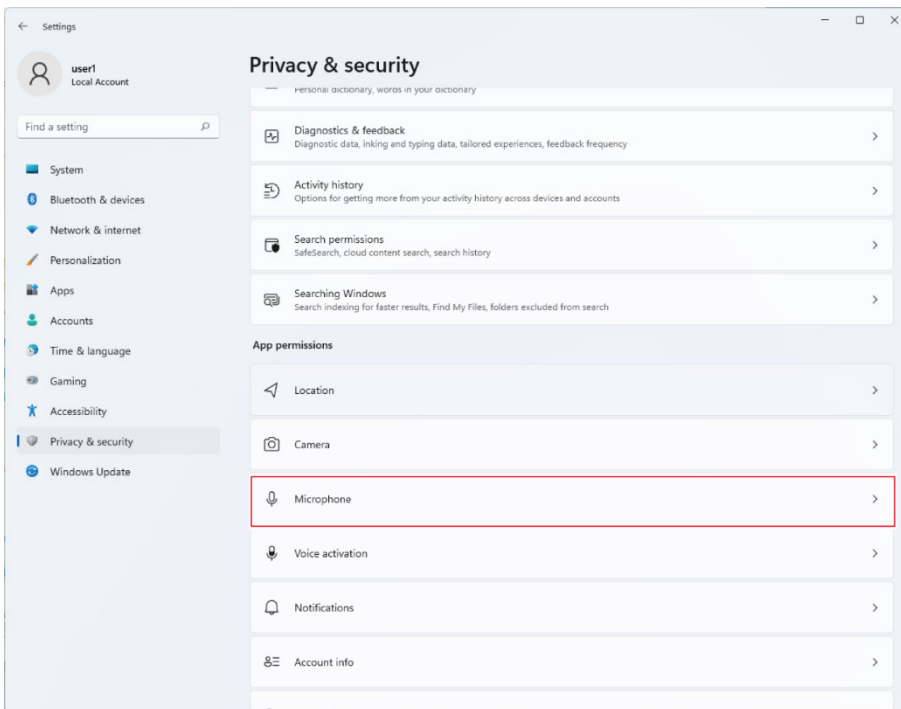 Settings
user1
Local Account
Find a setting
System
Bluetooth & devices
Network & internet
Personalization
Apps
Accounts
Time & language
Gaming
Accessibility
Privacy & security
Windows Update
Privacy & security
Personal dictionary, words in your dictionary
Diagnostics & feedback
Diagnostic data, inking and typing data, tailored experiences, feedback frequency
Activity history
Options for getting more from your activity history across devices and accounts
Search permissions
SafeSearch, cloud content search, search history
Searching Windows
Search indexing for faster results, Find My Files, folders excluded from search
App permissions
Location
Camera
Microphone
Voice activation
Notifications
Account info